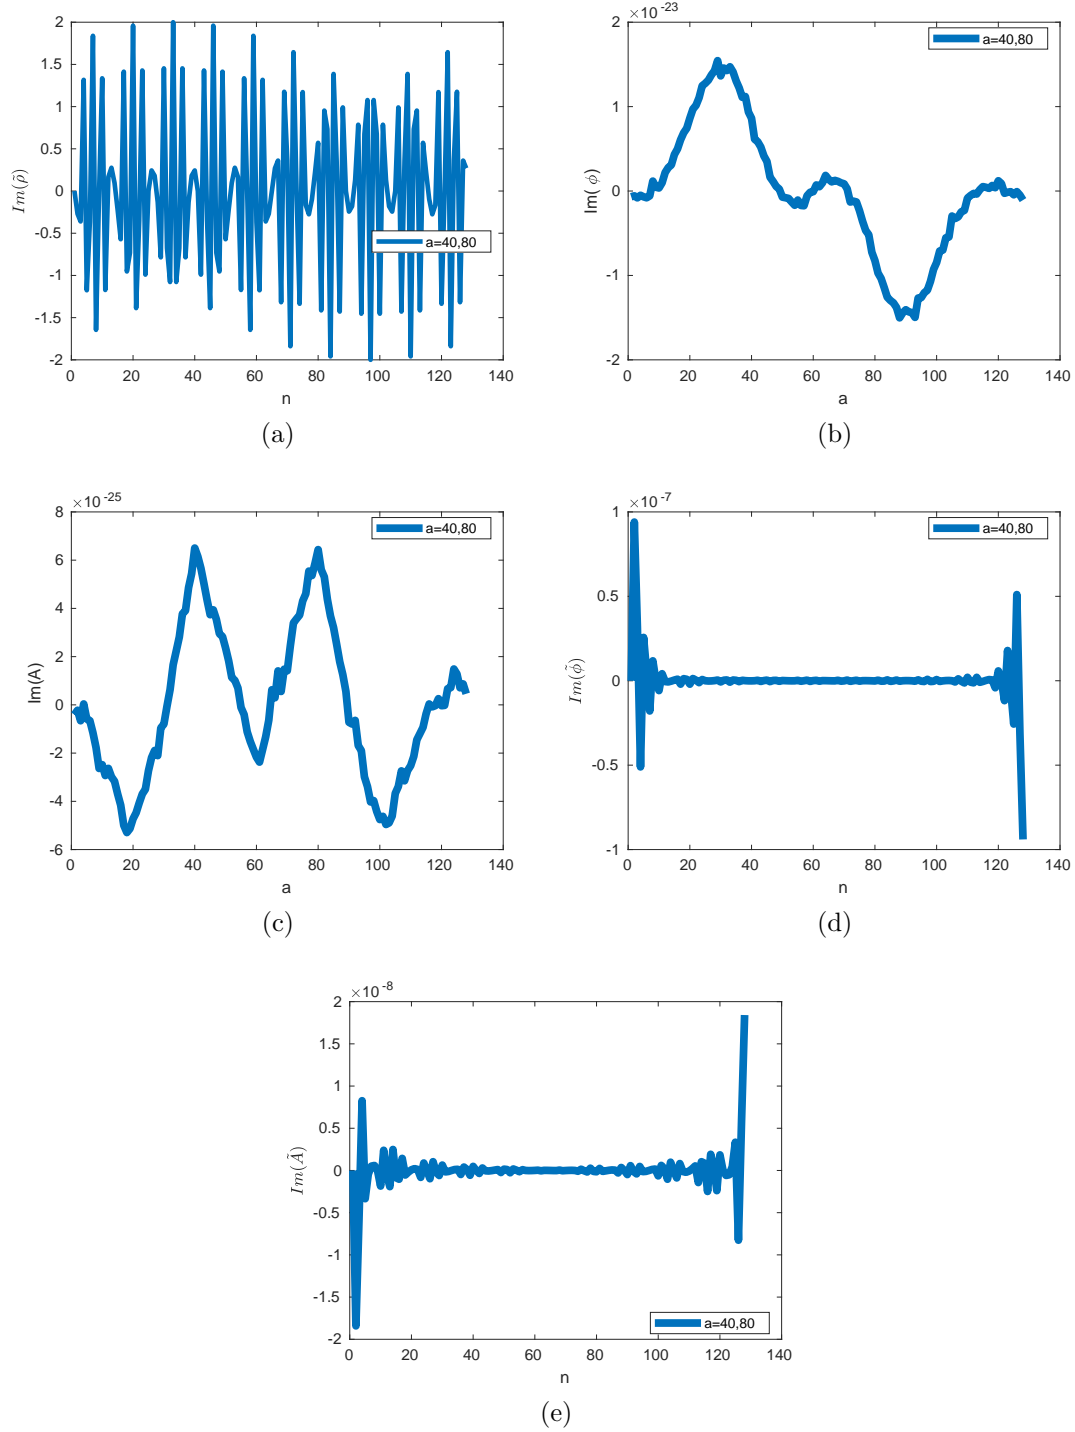 2
1.5
1
0.5
0
-0.5
-1
-1.5
-2
0 20 40 60 80 100 120 140
n
Im(ρ̃)
a=40,80
(a)
×10^-23
2
1
0
-1
-2
0 20 40 60 80 100 120 140
a
Im( ϕ)
a=40,80
(b)
×10^-25
8
6
4
2
0
-2
-4
-6
0 20 40 60 80 100 120 140
a
Im(A)
a=40,80
(c)
×10^-7
1
0.5
0
-0.5
-1
0 20 40 60 80 100 120 140
n
Im(ϕ̃)
a=40,80
(d)
×10^-8
2
1.5
1
0.5
0
-0.5
-1
-1.5
-2
0 20 40 60 80 100 120 140
n
Im(Ã)
a=40,80
(e)